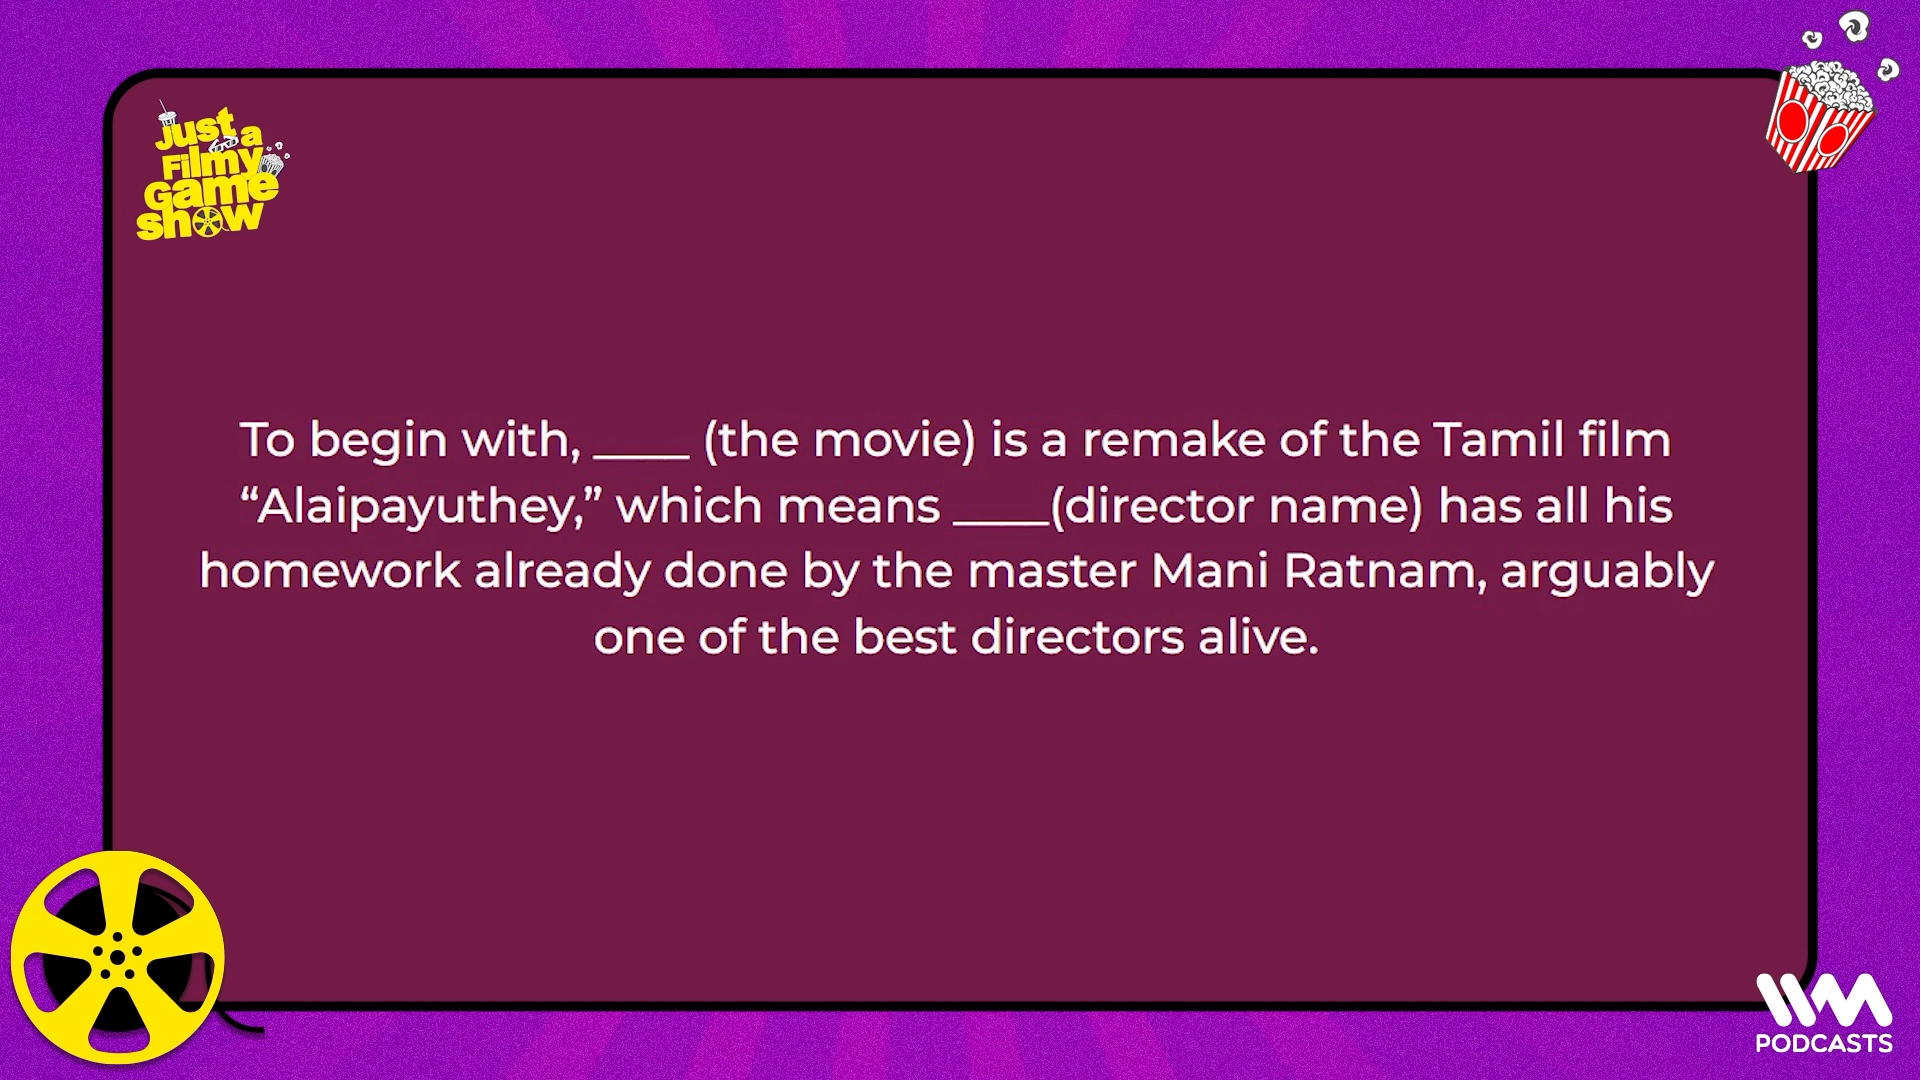 Just a
Filmy
Game
show
To begin with, ____ (the movie) is a remake of the Tamil film
“Alaipayuthey,” which means ____(director name) has all his
homework already done by the master Mani Ratnam, arguably
one of the best directors alive.
IVM
PODCASTS